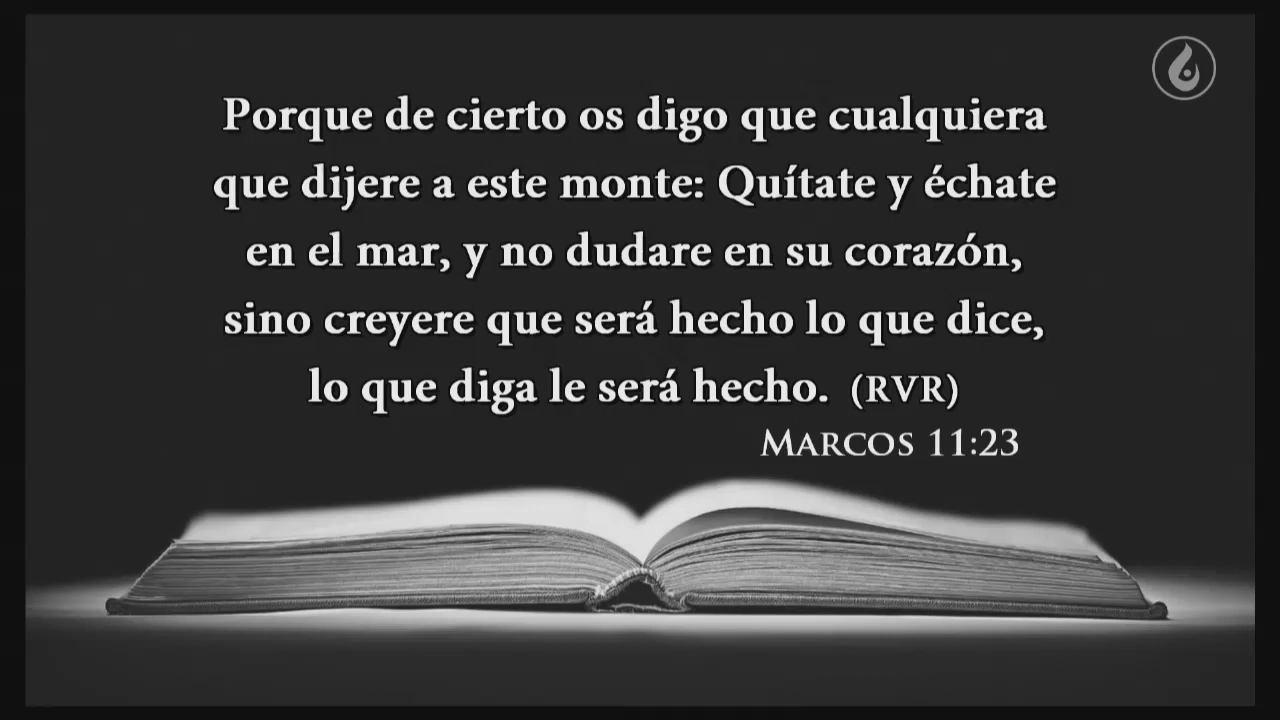 Porque de cierto os digo que cualquiera
que dijere a este monte: Quítate y échate
en el mar, y no dudare en su corazón,
sino creyere que será hecho lo que dice,
lo que diga le será hecho. (RVR)
Marcos 11:23